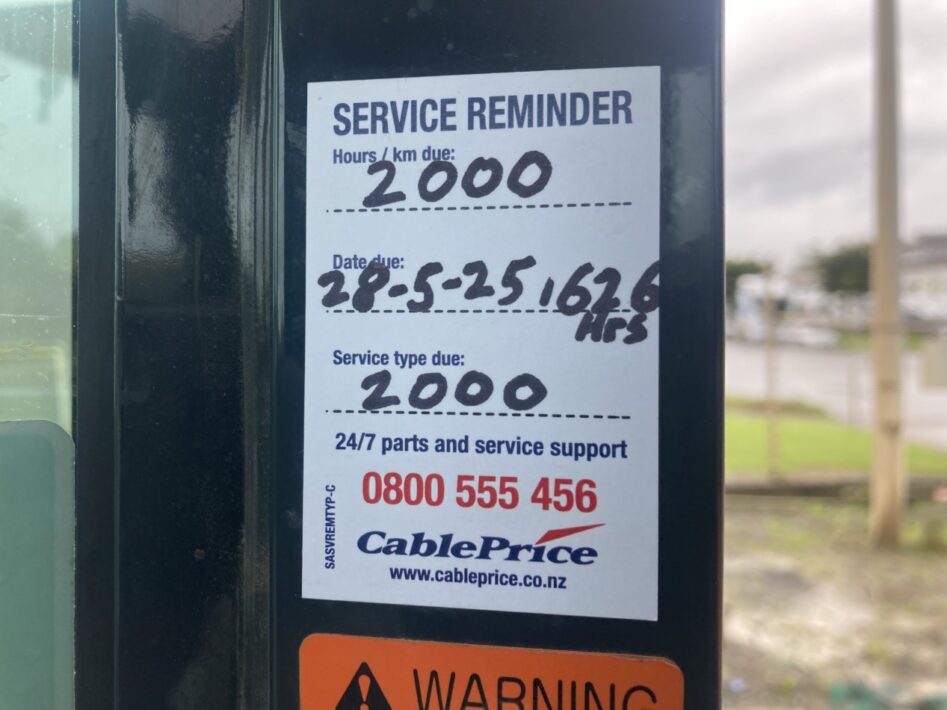 SERVICE REMINDER
Hours / km due:
2000
Date due:
28-5-25, 1626
Hrs
Service type due:
2000
24/7 parts and service support
0800 555 456
SASVREMTYP-C
CablePrice
www.cableprice.co.nz
WARNING